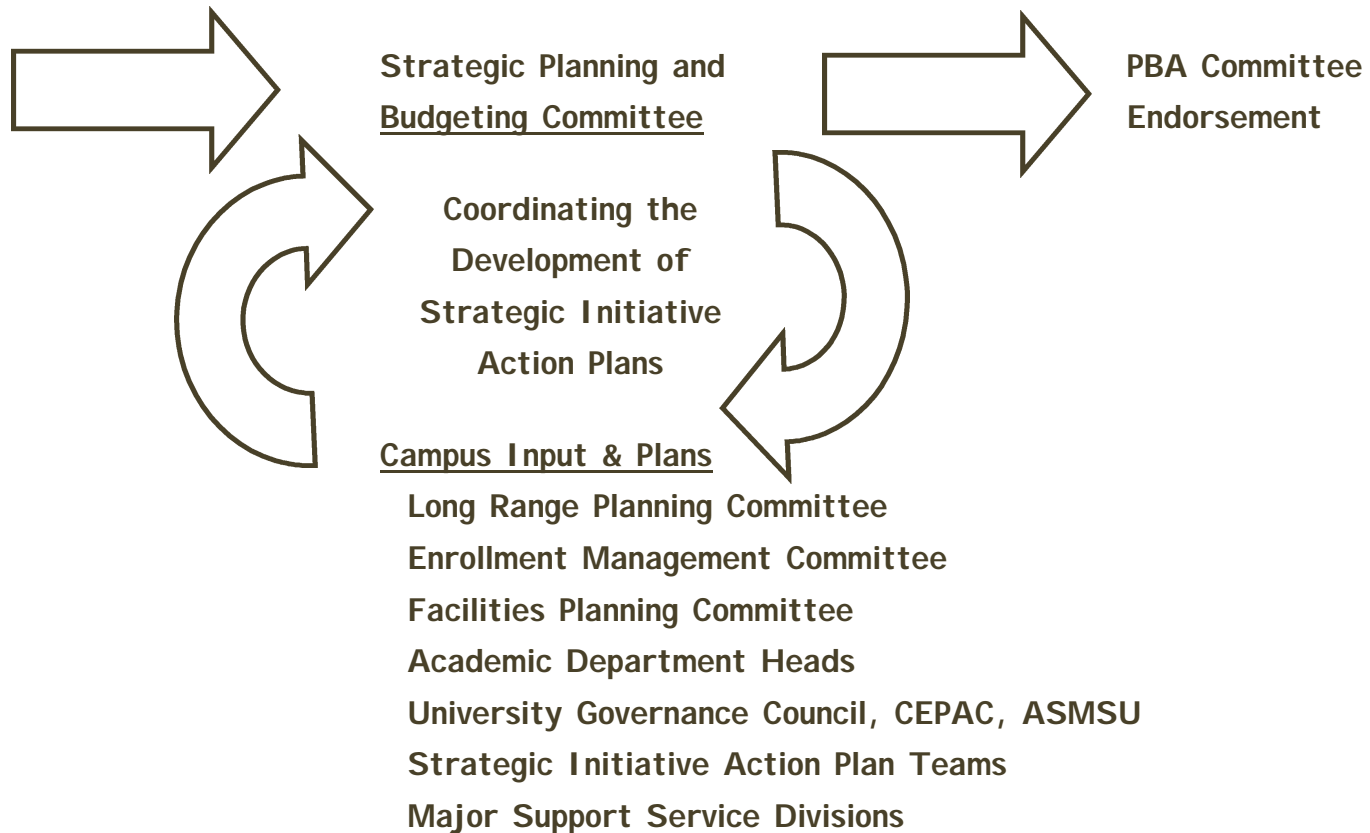 Strategic Planning and
Budgeting Committee
PBA Committee
Endorsement
Coordinating the
Development of
Strategic Initiative
Action Plans
Campus Input & Plans
Long Range Planning Committee
Enrollment Management Committee
Facilities Planning Committee
Academic Department Heads
University Governance Council, CEPAC, ASMSU
Strategic Initiative Action Plan Teams
Major Support Service Divisions